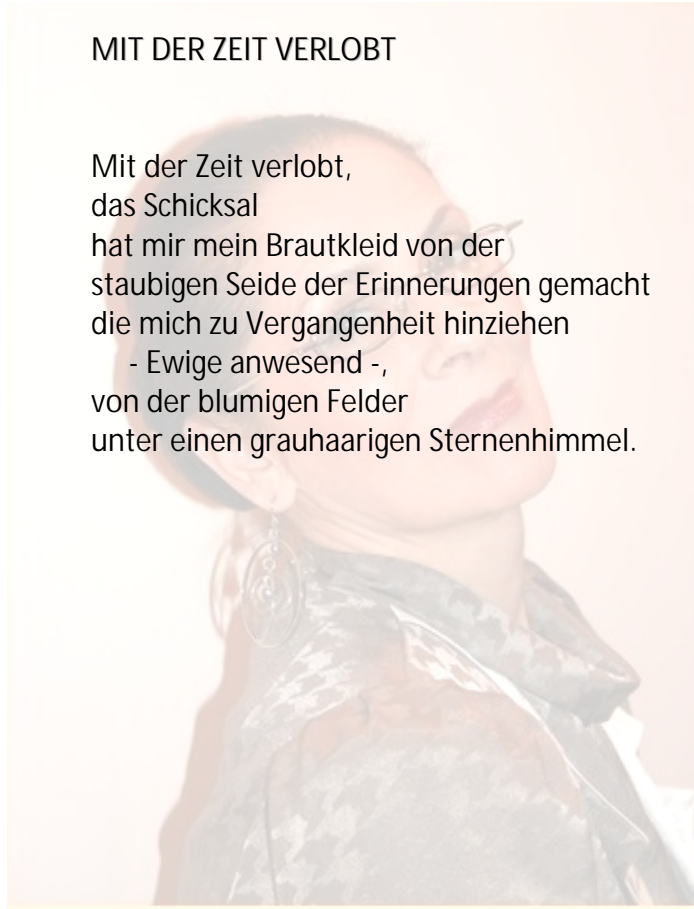 MIT DER ZEIT VERLOBT
Mit der Zeit verlobt,
das Schicksal
hat mir mein Brautkleid von der
staubigen Seide der Erinnerungen gemacht
die mich zu Vergangenheit hinziehen
- Ewige anwesend -,
von der blumigen Felder
unter einen grauhaarigen Sternenhimmel.